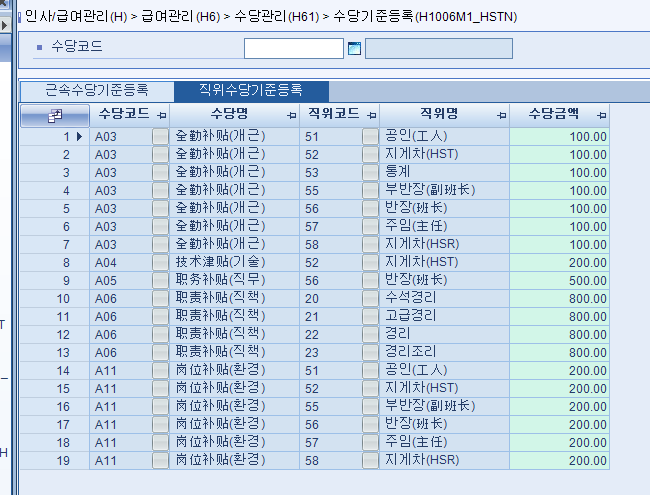 인사/급여관리(H) > 급여관리(H6) > 수당관리(H61) > 수당기준등록(H1006M1_HSTN)
수당코드
근속수당기준등록 직위수당기준등록
수당코드 수당명 직위코드 직위명 수당금액
1 A03 全勤补贴(개근) 51 공인(工人) 100.00
2 A03 全勤补贴(개근) 52 지게차(HST) 100.00
3 A03 全勤补贴(개근) 53 통계 100.00
4 A03 全勤补贴(개근) 55 부반장(副班长) 100.00
5 A03 全勤补贴(개근) 56 반장(班长) 100.00
6 A03 全勤补贴(개근) 57 주임(主任) 100.00
7 A03 全勤补贴(개근) 58 지게차(HSR) 100.00
8 A04 技术津贴(기술) 52 지게차(HST) 200.00
9 A05 职务补贴(직무) 56 반장(班长) 500.00
10 A06 职责补贴(직책) 20 수석경리 800.00
11 A06 职责补贴(직책) 21 고급경리 800.00
12 A06 职责补贴(직책) 22 경리 800.00
13 A06 职责补贴(직책) 23 경리조리 800.00
14 A11 岗位补贴(환경) 51 공인(工人) 200.00
15 A11 岗位补贴(환경) 52 지게차(HST) 200.00
16 A11 岗位补贴(환경) 55 부반장(副班长) 200.00
17 A11 岗位补贴(환경) 56 반장(班长) 200.00
18 A11 岗位补贴(환경) 57 주임(主任) 200.00
19 A11 岗位补贴(환경) 58 지게차(HSR) 200.00